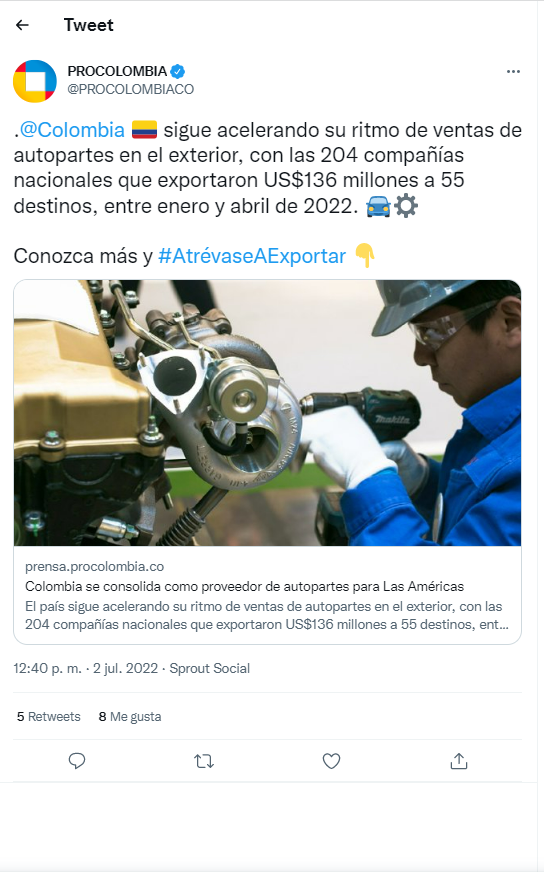 Tweet
PROCOLOMBIA
@PROCOLOMBIACO
.@Colombia 🇨🇴 sigue acelerando su ritmo de ventas de
autopartes en el exterior, con las 204 compañías
nacionales que exportaron US$136 millones a 55
destinos, entre enero y abril de 2022. 🚘⚙️
Conozca más y #AtrévaseAExportar 👇
makita
prensa.procolombia.co
Colombia se consolida como proveedor de autopartes para Las Américas
El país sigue acelerando su ritmo de ventas de autopartes en el exterior, con las
204 compañías nacionales que exportaron US$136 millones a 55 destinos, ent...
12:40 p. m. · 2 jul. 2022 · Sprout Social
5 Retweets 8 Me gusta